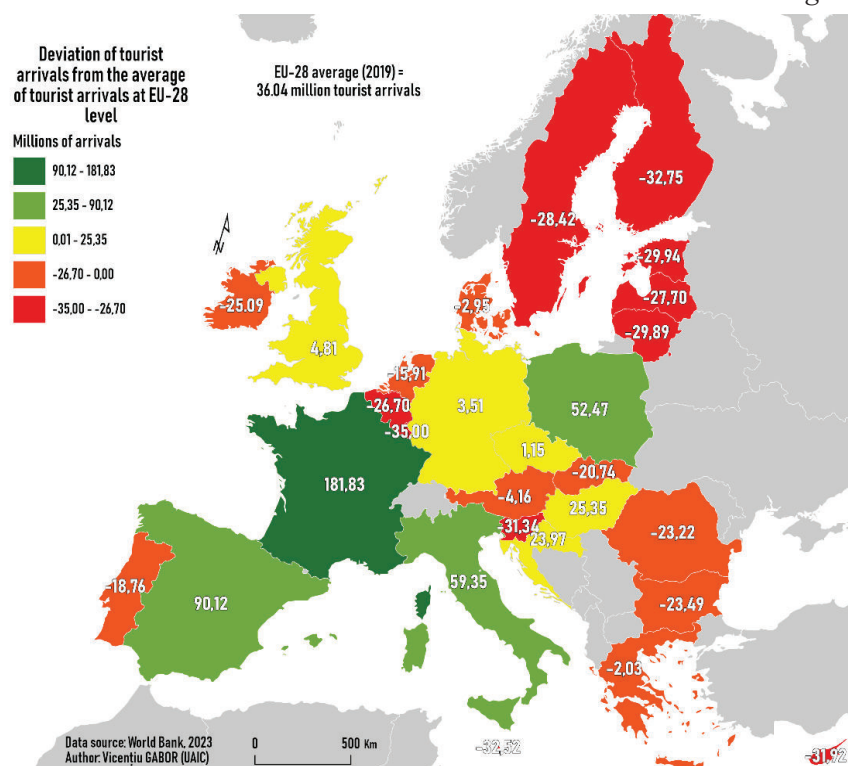 g
Deviation of tourist
arrivals from the average
of tourist arrivals at EU-28
level
EU-28 average (2019) =
36.04 million tourist arrivals
Millions of arrivals
90,12 - 181,83
25,35 - 90,12
0,01 - 25,35
-26,70 - 0,00
-35,00 - -26,70
N
-32,75
-28,42
-29,94
-27,70
-29,89
-25.09
-2,95
4,81
-15,91
-26,70
-35,00
3,51
52,47
1,15
-20,74
-4,16
25,35
181,83
-31,34
23,97
-23,22
59,35
-18,76
90,12
-23,49
-2,03
-32,52
-31,92
Data source: World Bank, 2023
Author: Vicențiu GABOR (UAIC)
0 500 Km